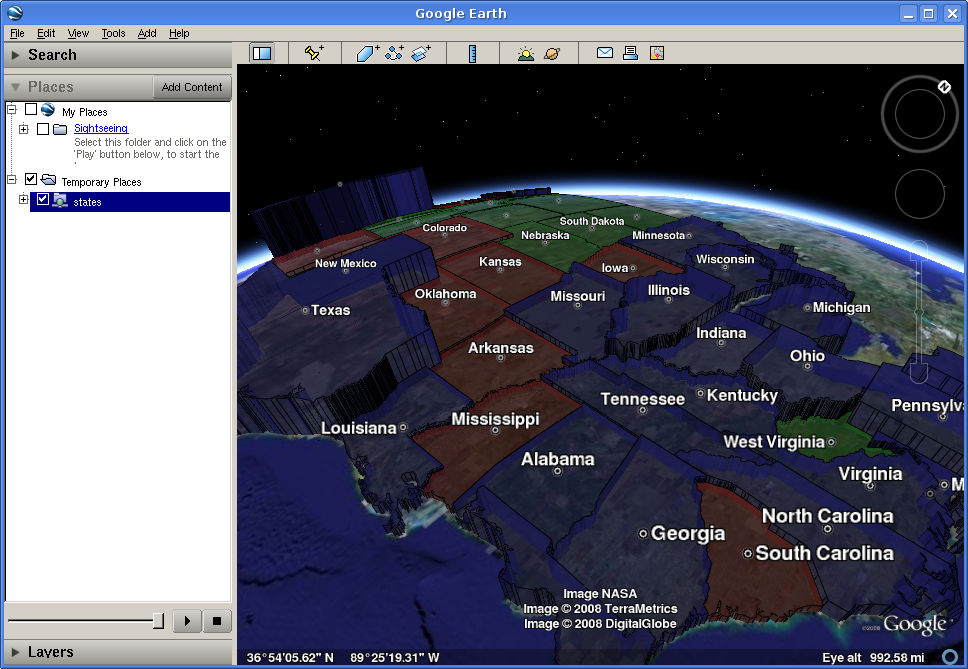 Google Earth
File Edit View Tools Add Help
Search
Places
Add Content
My Places
Sightseeing
Select this folder and click on the
'Play' button below, to start the
Temporary Places
states
Layers
N
South Dakota
Colorado
Nebraska
Minnesota
New Mexico
Kansas
Iowa
Wisconsin
Oklahoma
Missouri
Illinois
Texas
Michigan
Indiana
Arkansas
Ohio
Tennessee
Kentucky
Pennsylva
Mississippi
Louisiana
West Virginia
Alabama
Virginia
M
North Carolina
Georgia
South Carolina
Image NASA
Image © 2008 TerraMetrics
Image © 2008 DigitalGlobe
©2008 Google
36°54'05.62" N 89°25'19.31" W
Eye alt 992.58 mi